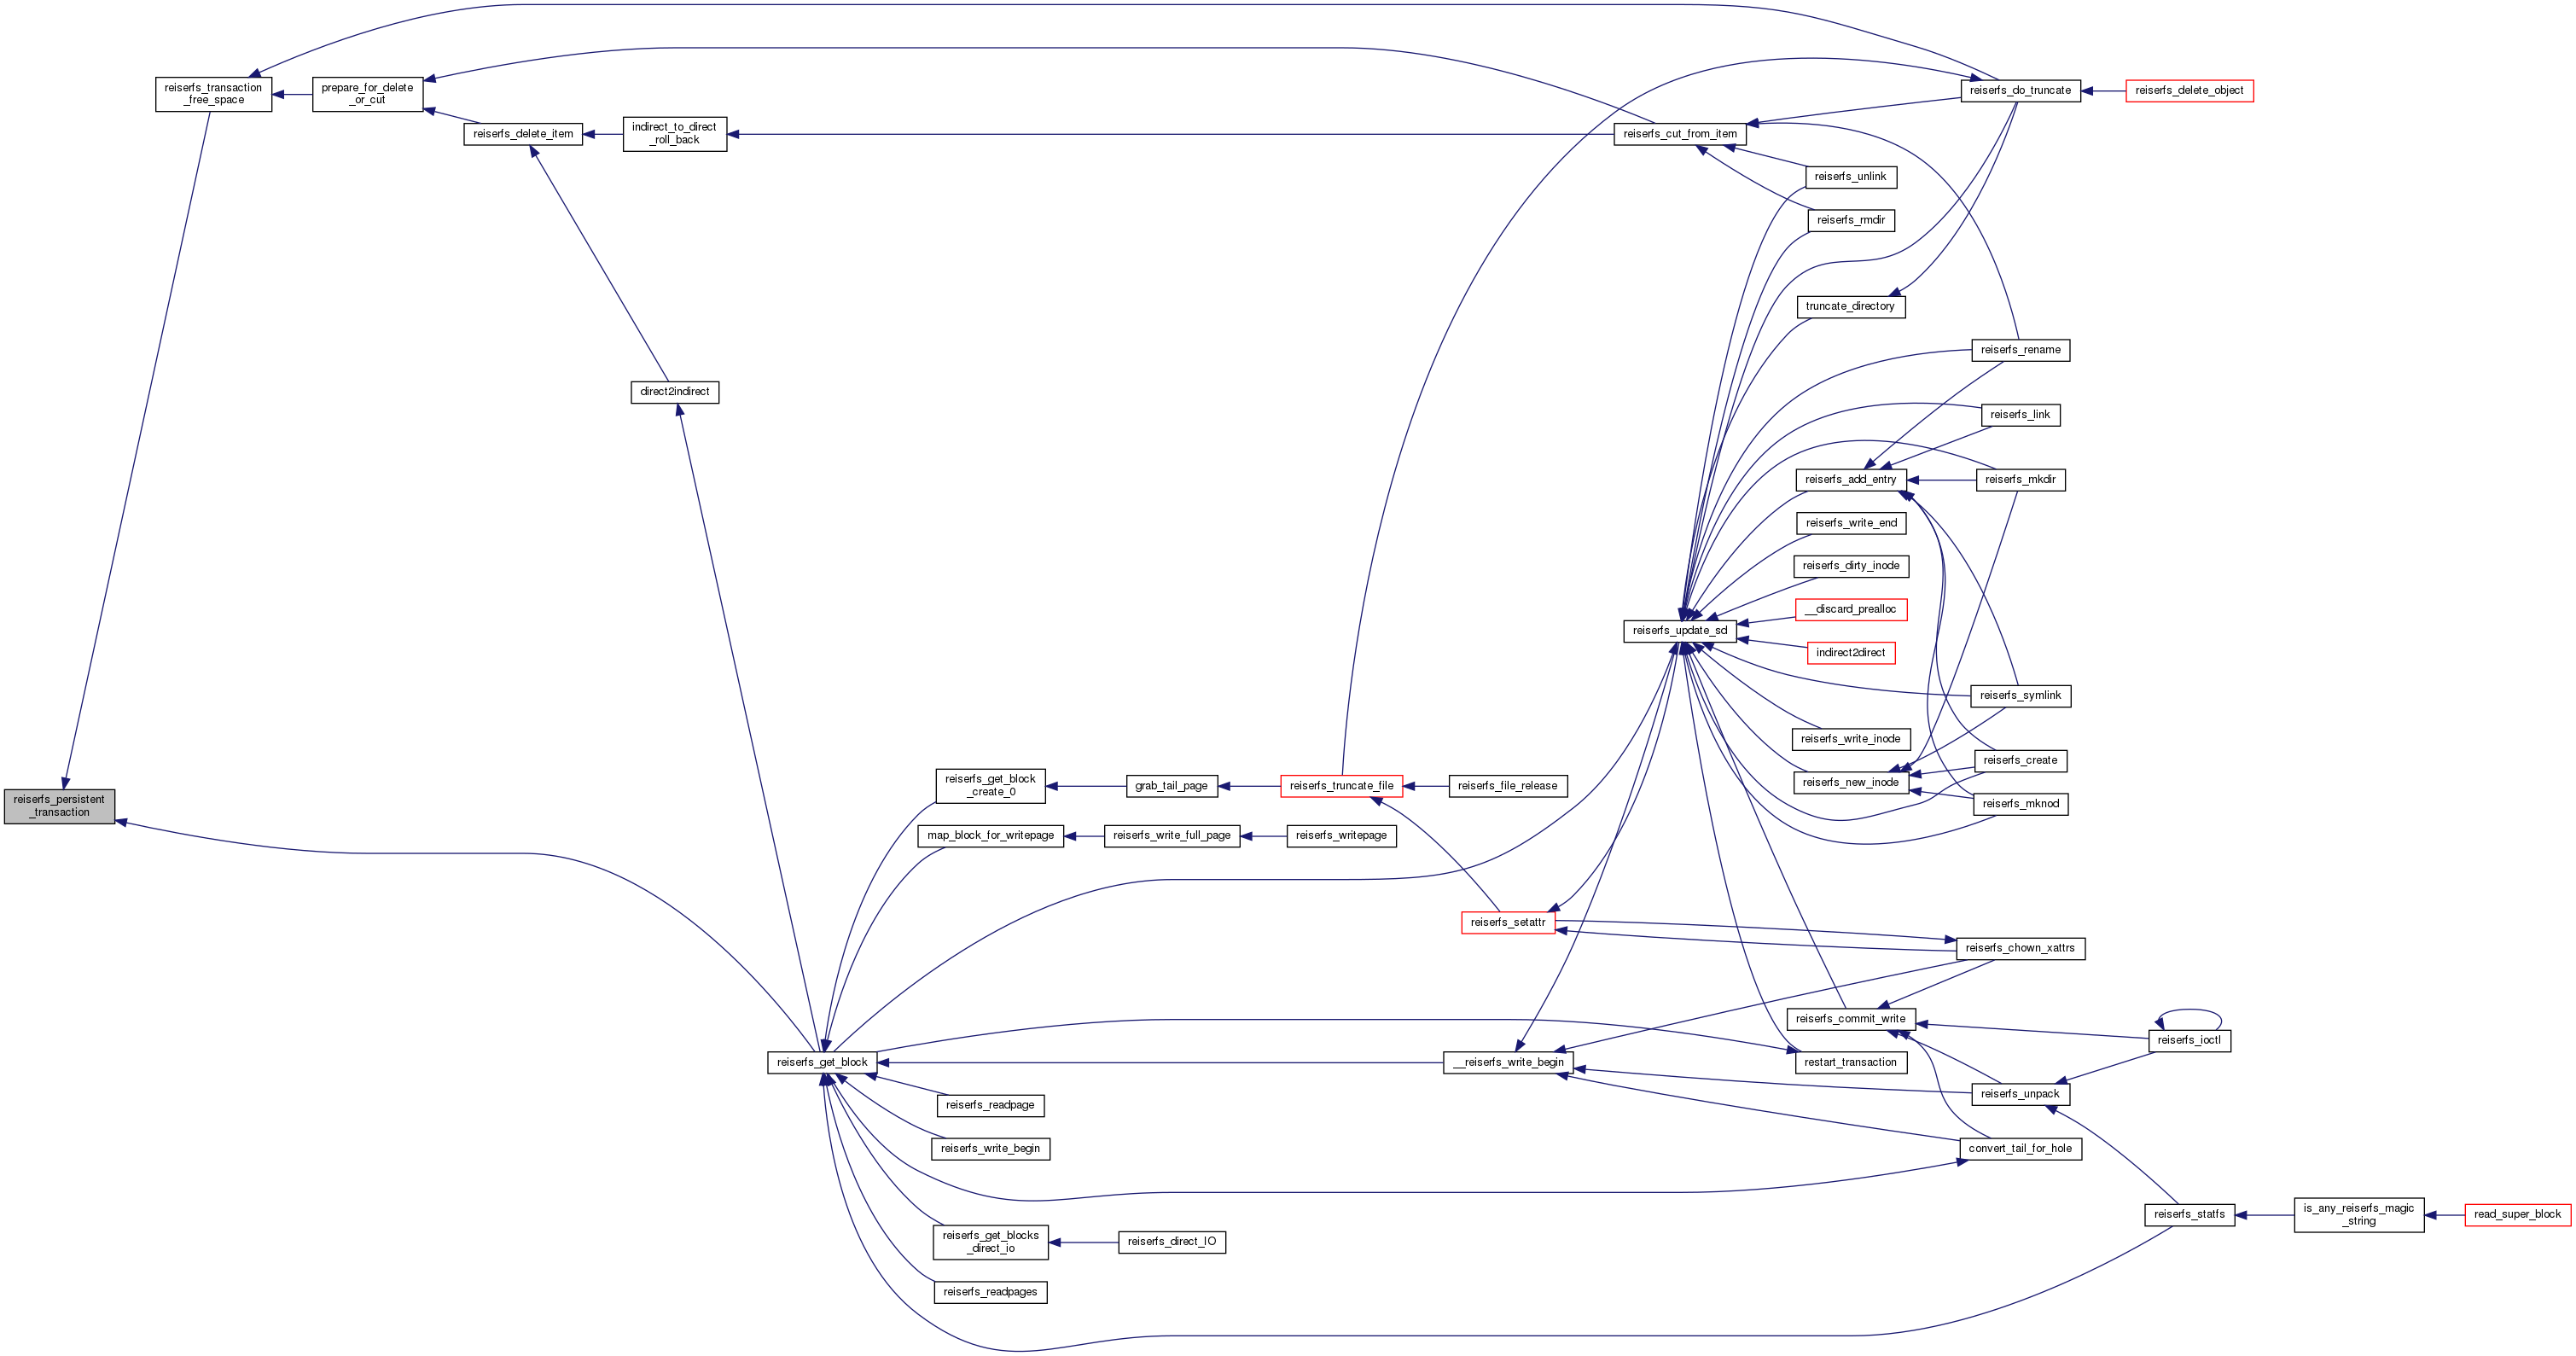 reiserfs_transaction
_free_space
prepare_for_delete
_or_cut
reiserfs_do_truncate
reiserfs_delete_object
reiserfs_delete_item
indirect_to_direct
_roll_back
reiserfs_cut_from_item
reiserfs_unlink
reiserfs_rmdir
truncate_directory
reiserfs_rename
direct2indirect
reiserfs_link
reiserfs_add_entry
reiserfs_mkdir
reiserfs_write_end
reiserfs_dirty_inode
__discard_prealloc
reiserfs_update_sd
indirect2direct
reiserfs_symlink
reiserfs_write_inode
reiserfs_create
reiserfs_new_inode
reiserfs_mknod
reiserfs_persistent
_transaction
reiserfs_get_block
_create_0
grab_tail_page
reiserfs_truncate_file
reiserfs_file_release
map_block_for_writepage
reiserfs_write_full_page
reiserfs_writepage
reiserfs_setattr
reiserfs_chown_xattrs
reiserfs_commit_write
reiserfs_ioctl
reiserfs_get_block
__reiserfs_write_begin
restart_transaction
reiserfs_unpack
reiserfs_readpage
reiserfs_write_begin
convert_tail_for_hole
reiserfs_statfs
is_any_reiserfs_magic
_string
read_super_block
reiserfs_get_blocks
_direct_io
reiserfs_direct_IO
reiserfs_readpages